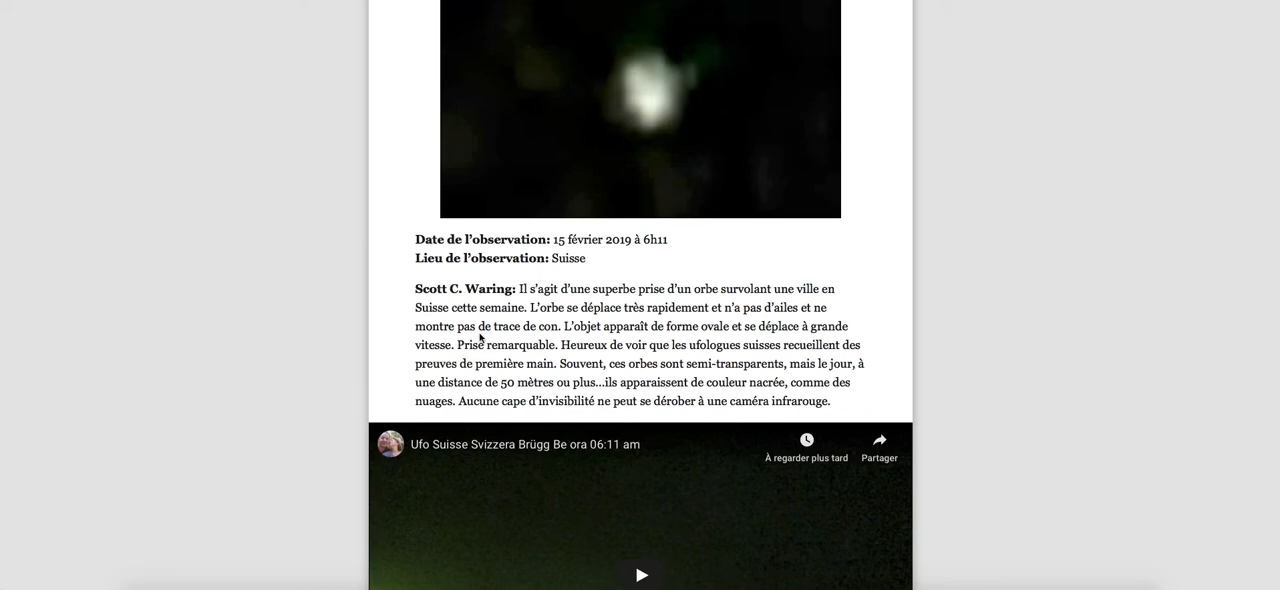 Date de l’observation: 15 février 2019 à 6h11
Lieu de l’observation: Suisse
Scott C. Waring: Il s’agit d’une superbe prise d’un orbe survolant une ville en
Suisse cette semaine. L’orbe se déplace très rapidement et n’a pas d’ailes et ne
montre pas de trace de con. L’objet apparaît de forme ovale et se déplace à grande
vitesse. Prise remarquable. Heureux de voir que les ufologues suisses recueillent des
preuves de première main. Souvent, ces orbes sont semi-transparents, mais le jour, à
une distance de 50 mètres ou plus...ils apparaissent de couleur nacrée, comme des
nuages. Aucune cape d’invisibilité ne peut se dérober à une caméra infrarouge.
Ufo Suisse Svizzera Brügg Be ora 06:11 am
À regarder plus tard
Partager